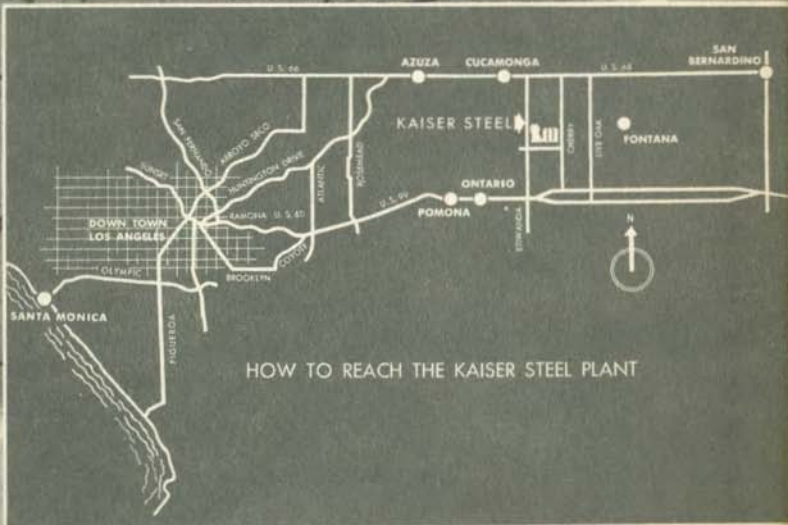 SAN
BERNARDINO
U. S. 66
AZUZA
CUCAMONGA
U. S. 66
KAISER STEEL
CHERRY
LIVE OAK
FONTANA
SAN FERNANDO
ARROYO SECO
HUNTINGTON DRIVE
SUNSET
ATLANTIC
ROSEMEAD
RAMONA U. S. 60
U. S. 99
POMONA
ONTARIO
ETIWANDA
N
DOWN TOWN
LOS ANGELES
COYOTE
BROOKLYN
OLYMPIC
SANTA MONICA
FIGUEROA
HOW TO REACH THE KAISER STEEL PLANT